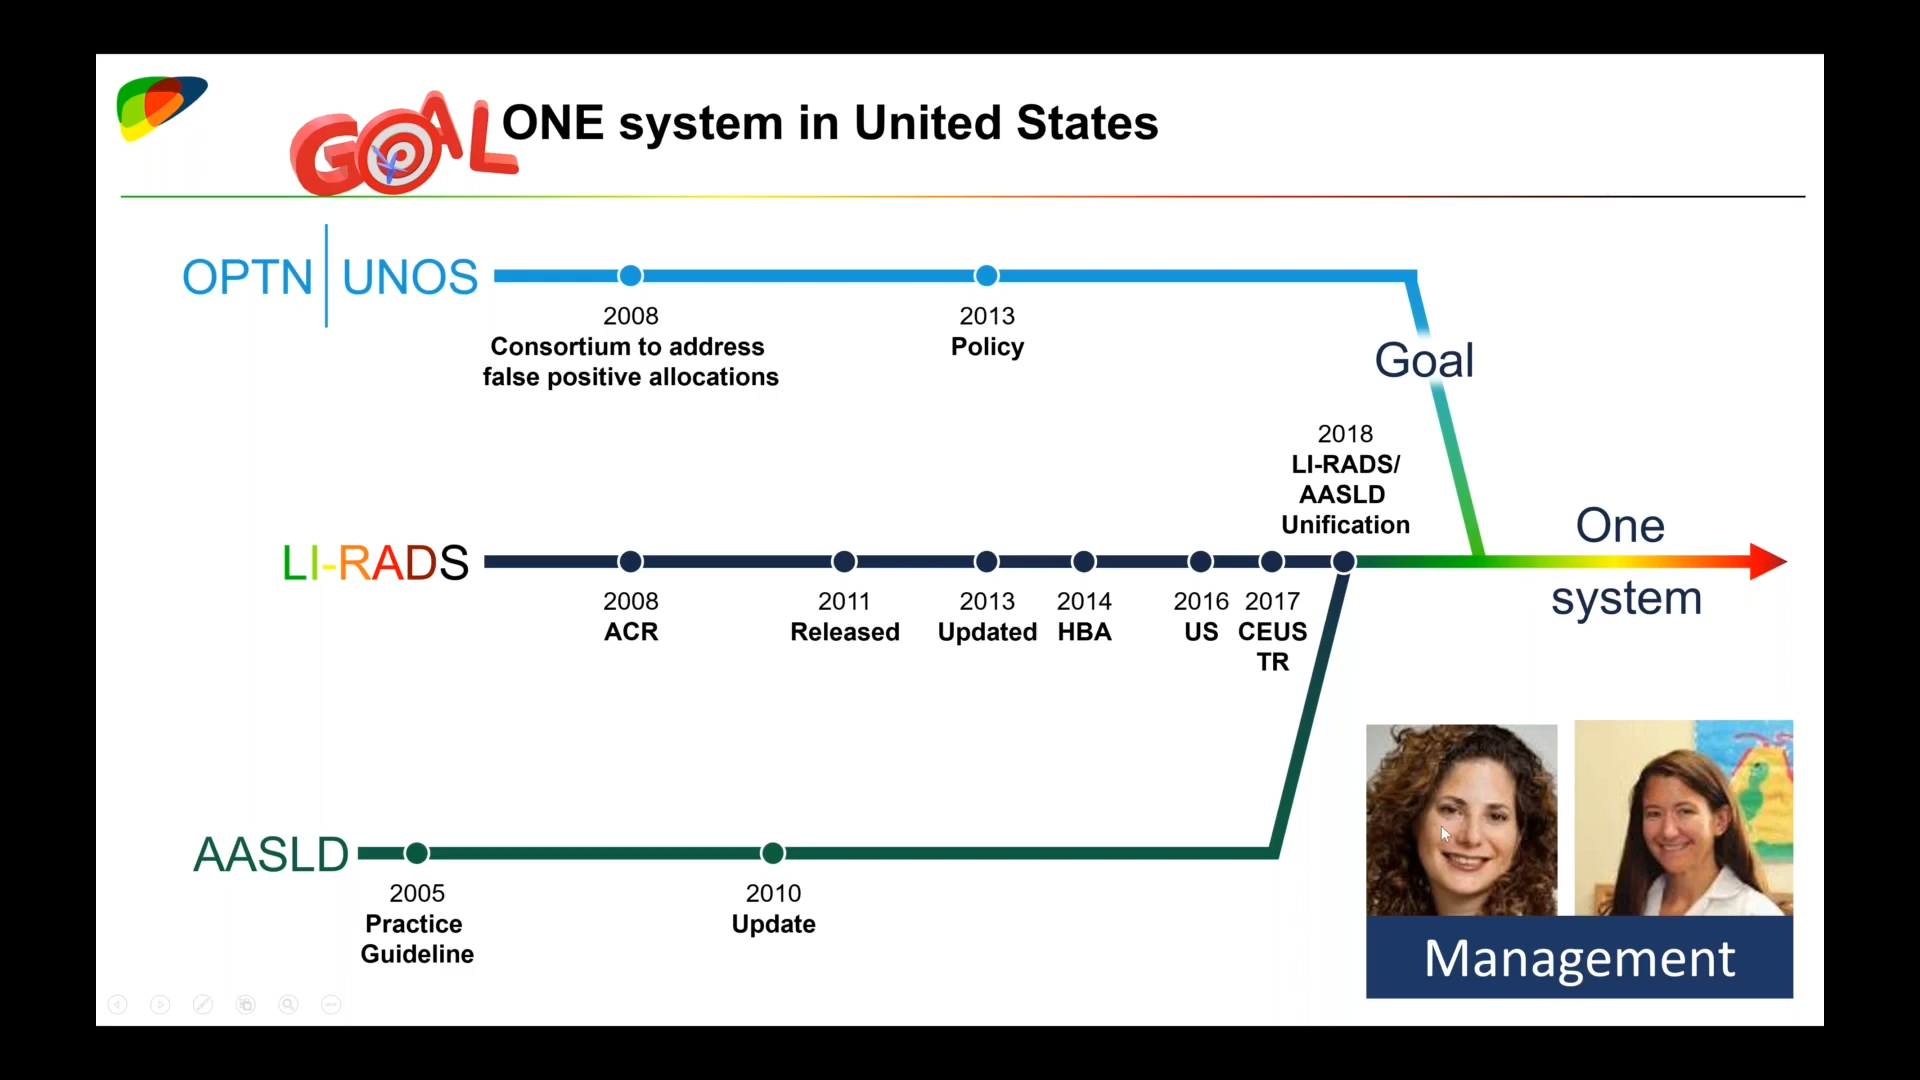 GOAL ONE system in United States
OPTN UNOS
2008
Consortium to address
false positive allocations
2013
Policy
Goal
2018
LI-RADS/
AASLD
Unification
LI-RADS
2008
ACR
2011
Released
2013
Updated
2014
HBA
2016
US
2017
CEUS
TR
One
system
AASLD
2005
Practice
Guideline
2010
Update
Management